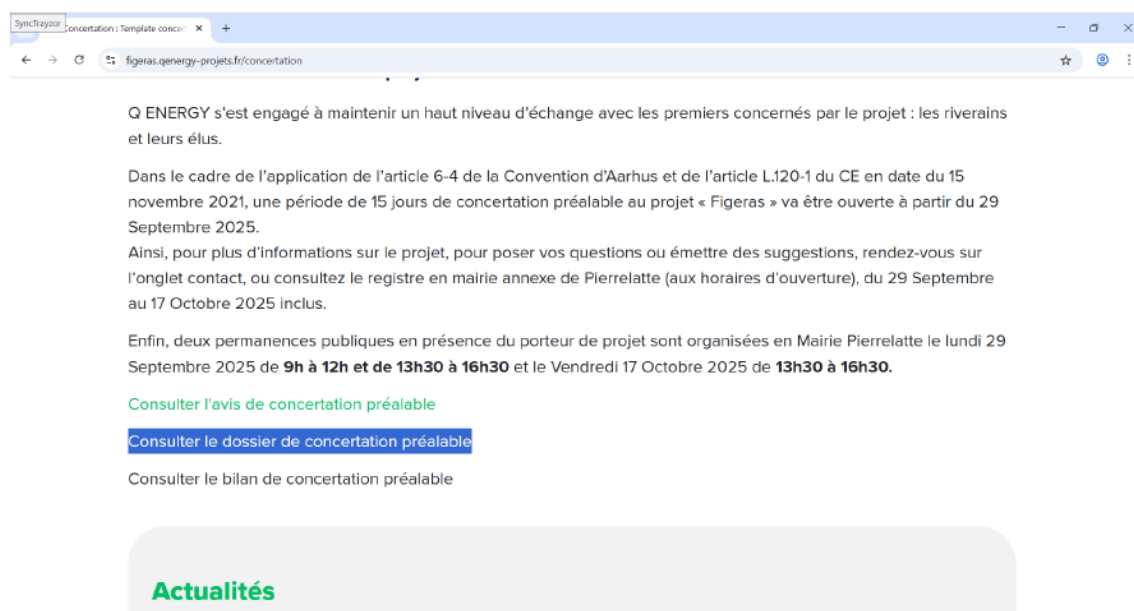 SyncTrayzor
Concertation : Template concer
figeras.qenergy-projets.fr/concertation
Q ENERGY s'est engagé à maintenir un haut niveau d'échange avec les premiers concernés par le projet : les riverains
et leurs élus.
Dans le cadre de l'application de l'article 6-4 de la Convention d'Aarhus et de l'article L.120-1 du CE en date du 15
novembre 2021, une période de 15 jours de concertation préalable au projet « Figeras » va être ouverte à partir du 29
Septembre 2025.
Ainsi, pour plus d'informations sur le projet, pour poser vos questions ou émettre des suggestions, rendez-vous sur
l'onglet contact, ou consultez le registre en mairie annexe de Pierrelatte (aux horaires d'ouverture), du 29 Septembre
au 17 Octobre 2025 inclus.
Enfin, deux permanences publiques en présence du porteur de projet sont organisées en Mairie Pierrelatte le lundi 29
Septembre 2025 de 9h à 12h et de 13h30 à 16h30 et le Vendredi 17 Octobre 2025 de 13h30 à 16h30.
Consulter l'avis de concertation préalable
Consulter le dossier de concertation préalable
Consulter le bilan de concertation préalable
Actualités